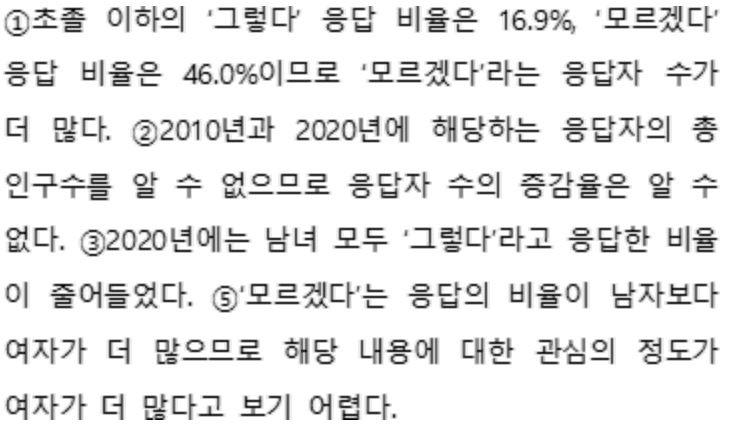 ①초졸 이하의 ‘그렇다’ 응답 비율은 16.9%, ‘모르겠다’
응답 비율은 46.0%이므로 ‘모르겠다’라는 응답자 수가
더 많다. ②2010년과 2020년에 해당하는 응답자의 총
인구수를 알 수 없으므로 응답자 수의 증감율은 알 수
없다. ③2020년에는 남녀 모두 ‘그렇다’라고 응답한 비율
이 줄어들었다. ⑤‘모르겠다’는 응답의 비율이 남자보다
여자가 더 많으므로 해당 내용에 대한 관심의 정도가
여자가 더 많다고 보기 어렵다.